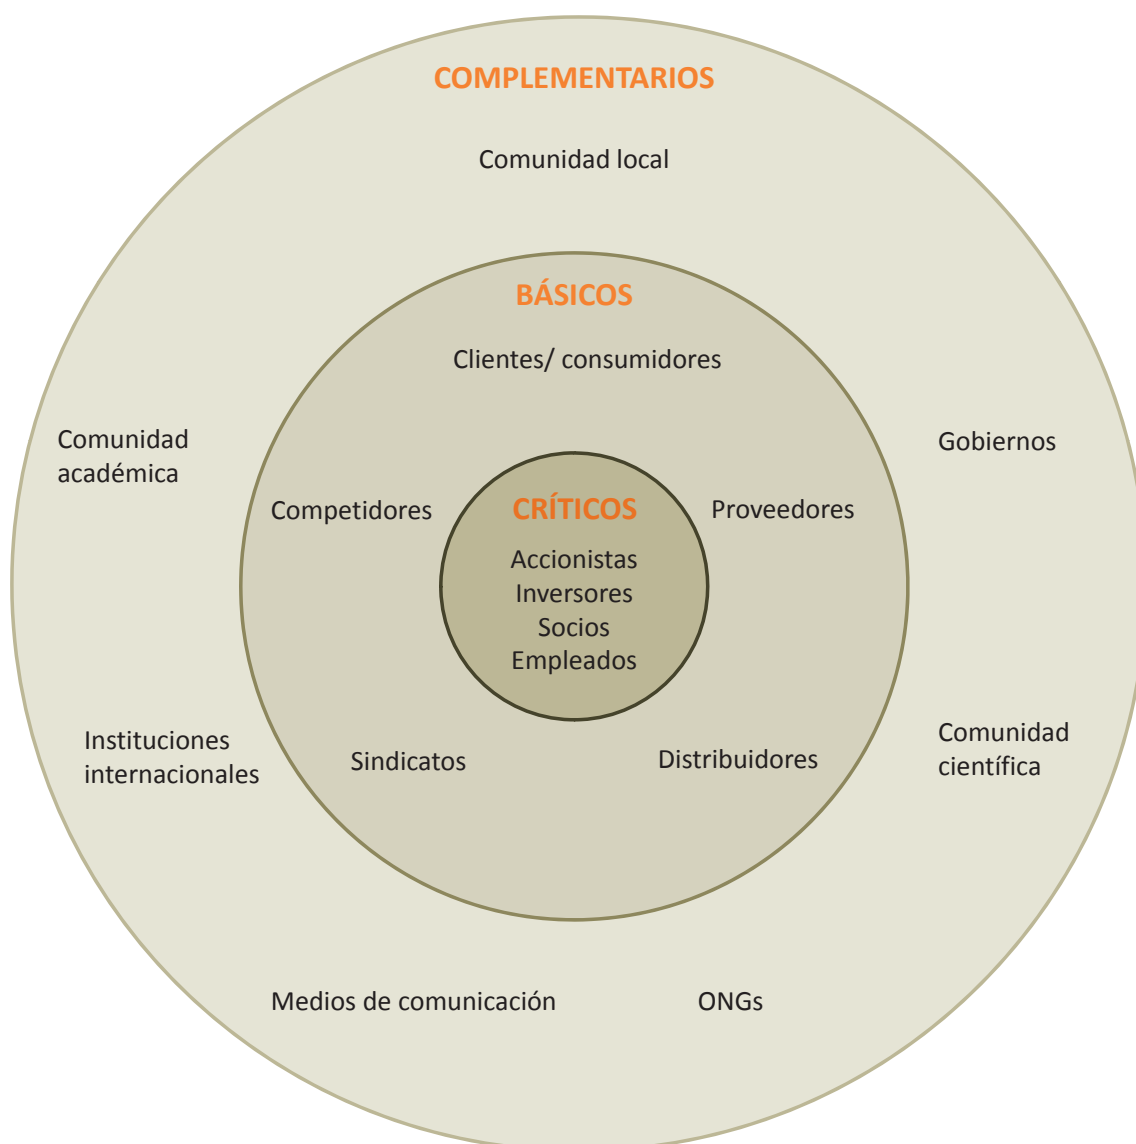 COMPLEMENTARIOS
Comunidad local
BÁSICOS
Clientes/ consumidores
Comunidad
académica
Gobiernos
Competidores
CRÍTICOS
Accionistas
Inversores
Socios
Empleados
Proveedores
Instituciones
internacionales
Sindicatos
Distribuidores
Comunidad
científica
Medios de comunicación
ONGs